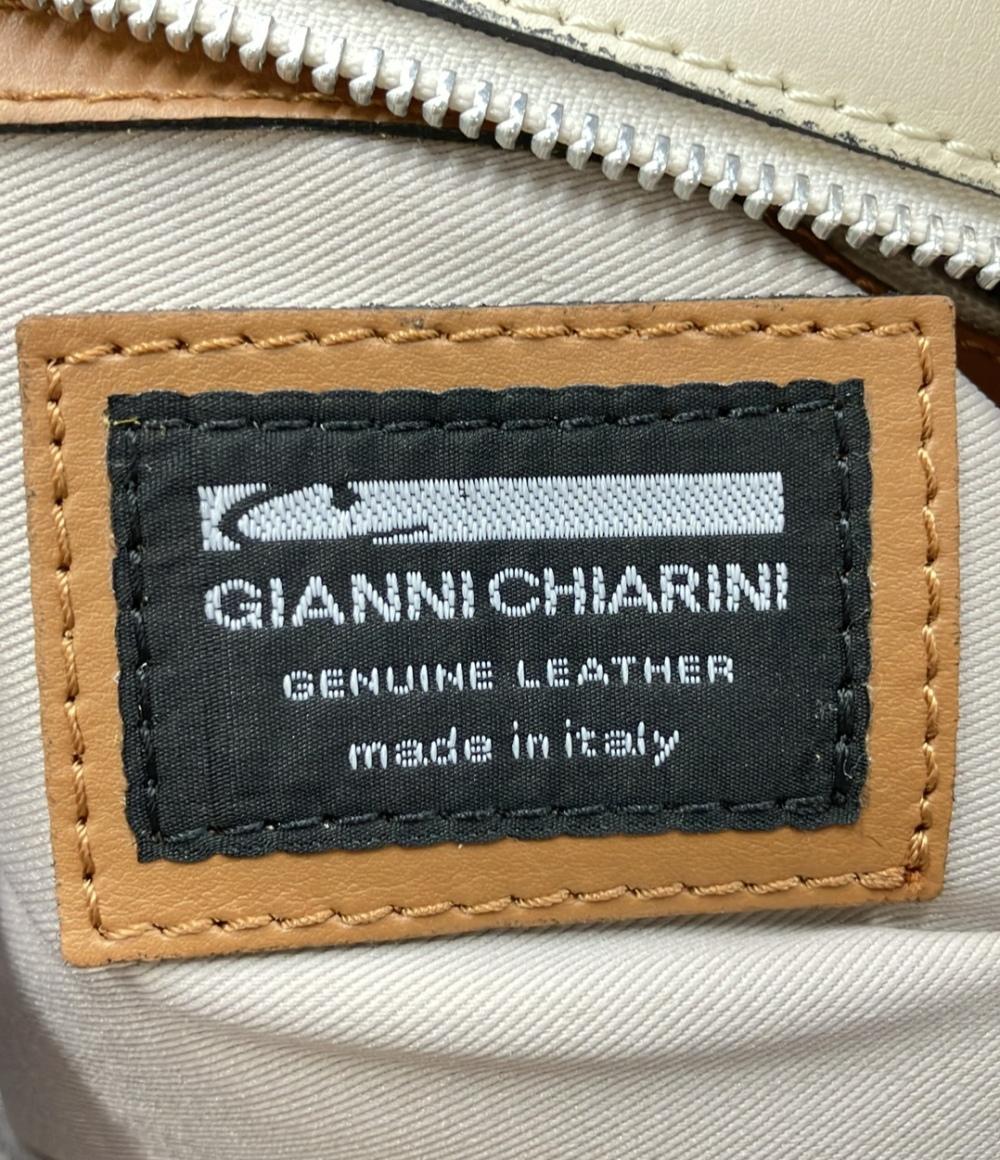 GIANNI CHIARINI
GENUINE LEATHER
made in italy